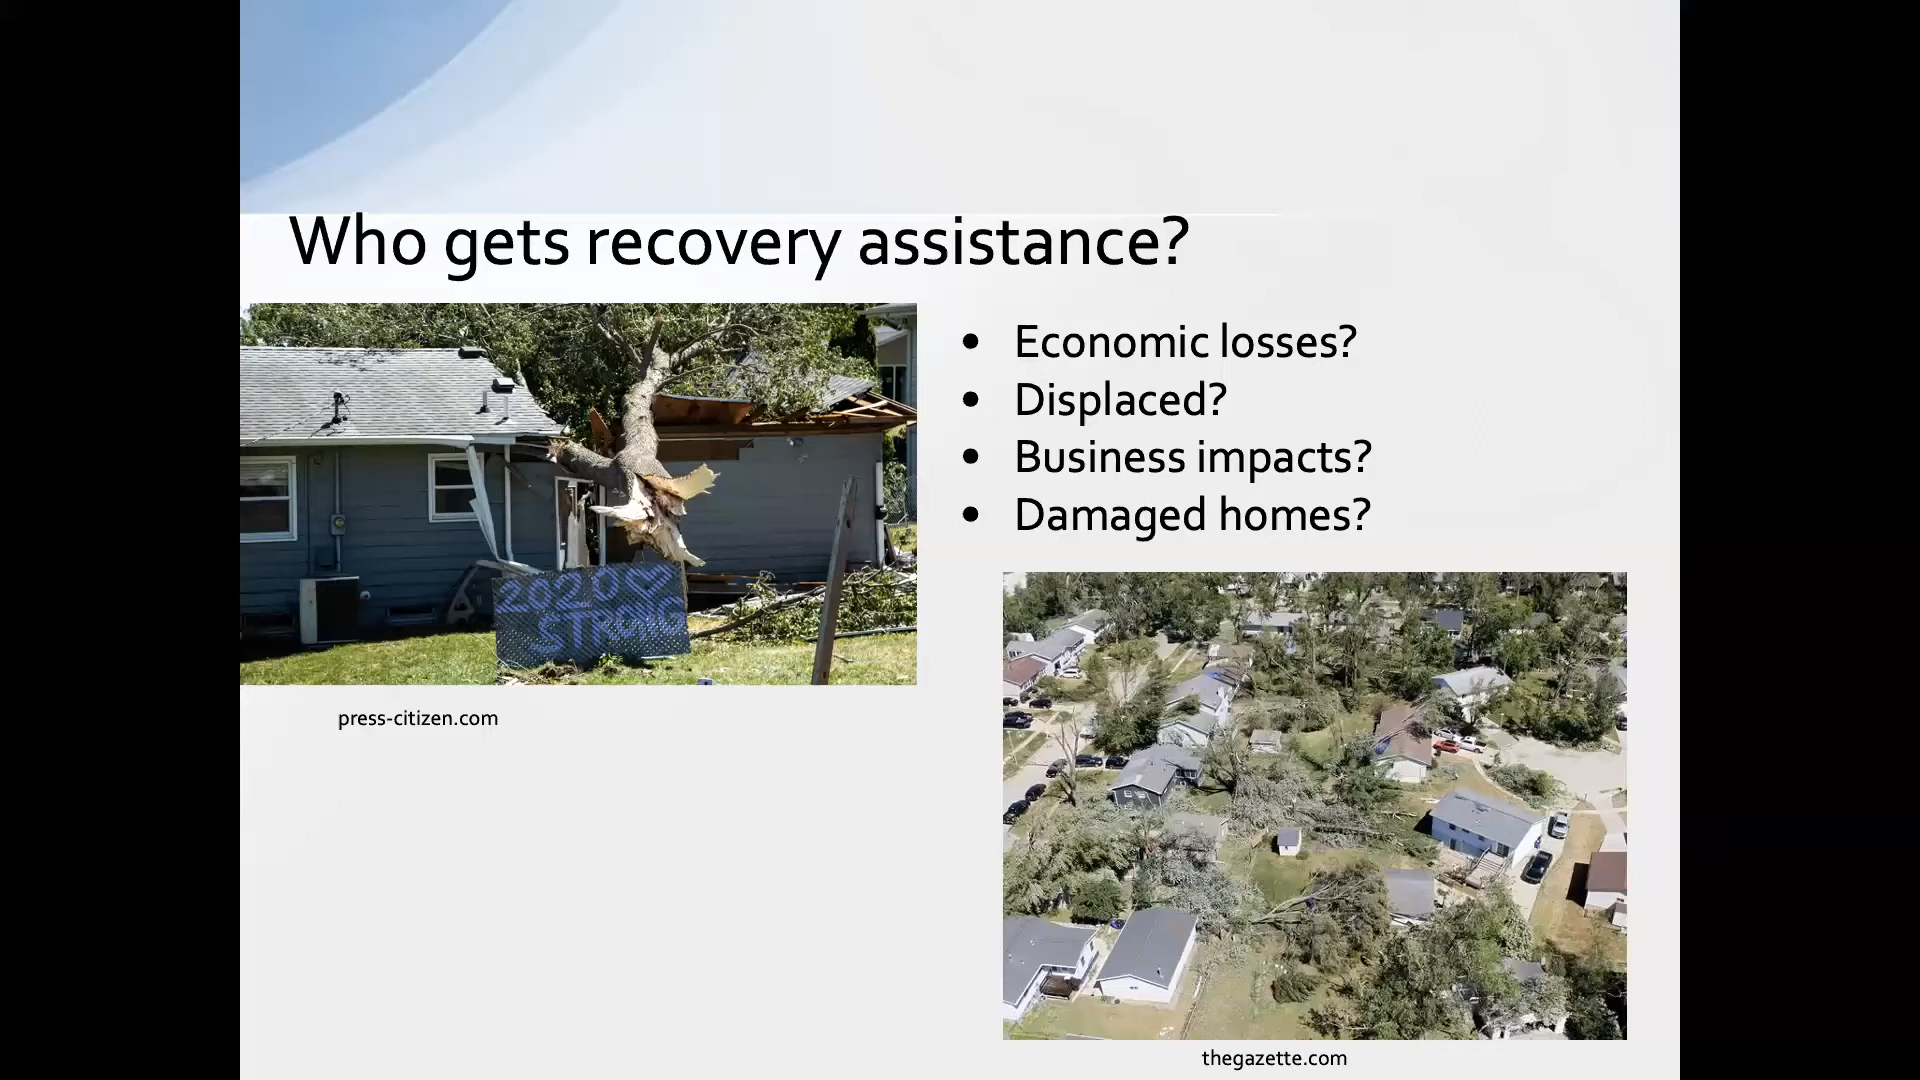 Who gets recovery assistance?
• Economic losses?
• Displaced?
• Business impacts?
• Damaged homes?
2020
STRONG
press-citizen.com
thegazette.com